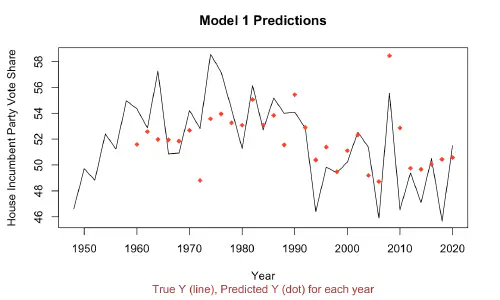 Model 1 Predictions
House Incumbent Party Vote Share
58
56
54
52
50
48
46
1950 1960 1970 1980 1990 2000 2010 2020
Year
True Y (line), Predicted Y (dot) for each year